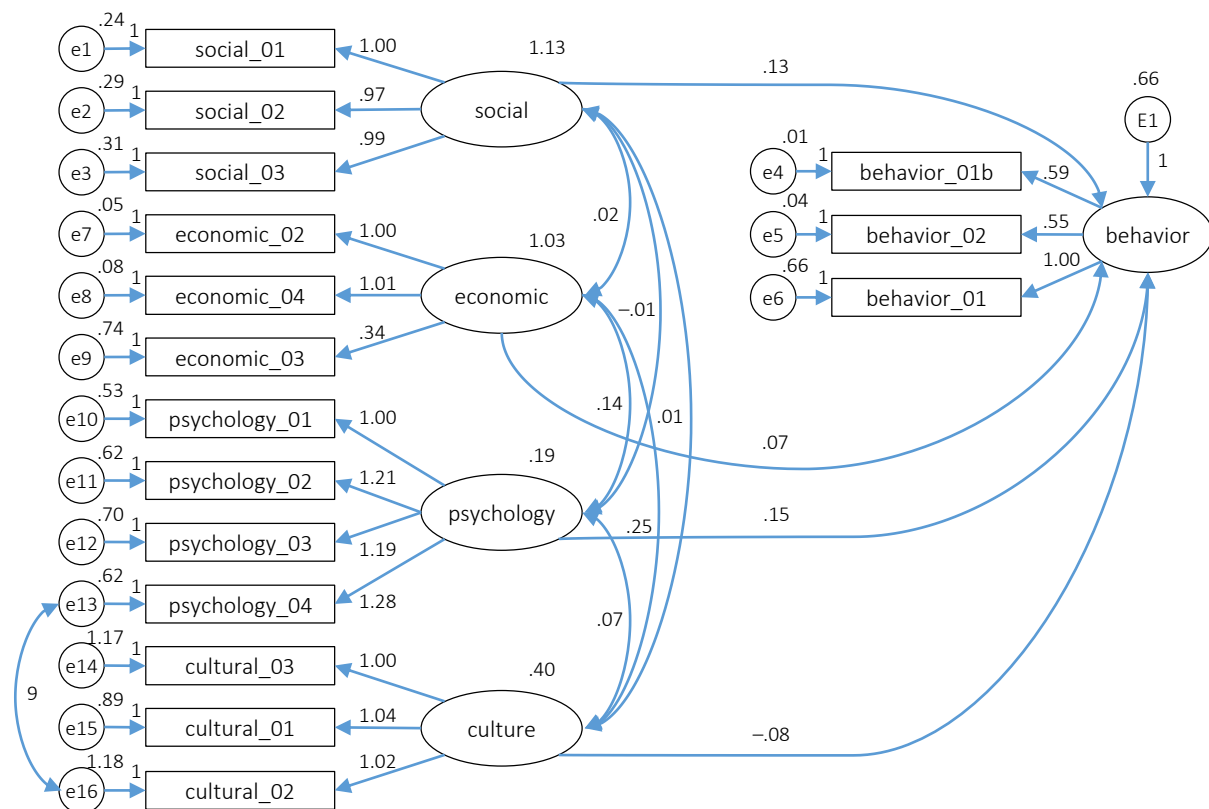 .24
e1
1
social_01
1.00
1.13
.29
e2
1
social_02
.97
social
.13
.31
e3
1
social_03
.99
.66
E1
1
.01
e4
1
behavior_01b
.59
.04
e5
1
behavior_02
.55
behavior
.66
e6
1
behavior_01
1.00
.05
e7
1
economic_02
1.00
1.03
.02
.08
e8
1
economic_04
1.01
economic
–.01
.74
e9
1
economic_03
.34
.14
.01
.07
.53
e10
1
psychology_01
1.00
.19
.62
e11
1
psychology_02
1.21
psychology
.25
.15
.70
e12
1
psychology_03
1.19
.62
e13
1
psychology_04
1.28
.07
1.17
e14
1
cultural_03
1.00
.40
9
.89
e15
1
cultural_01
1.04
culture
–.08
1.18
e16
1
cultural_02
1.02